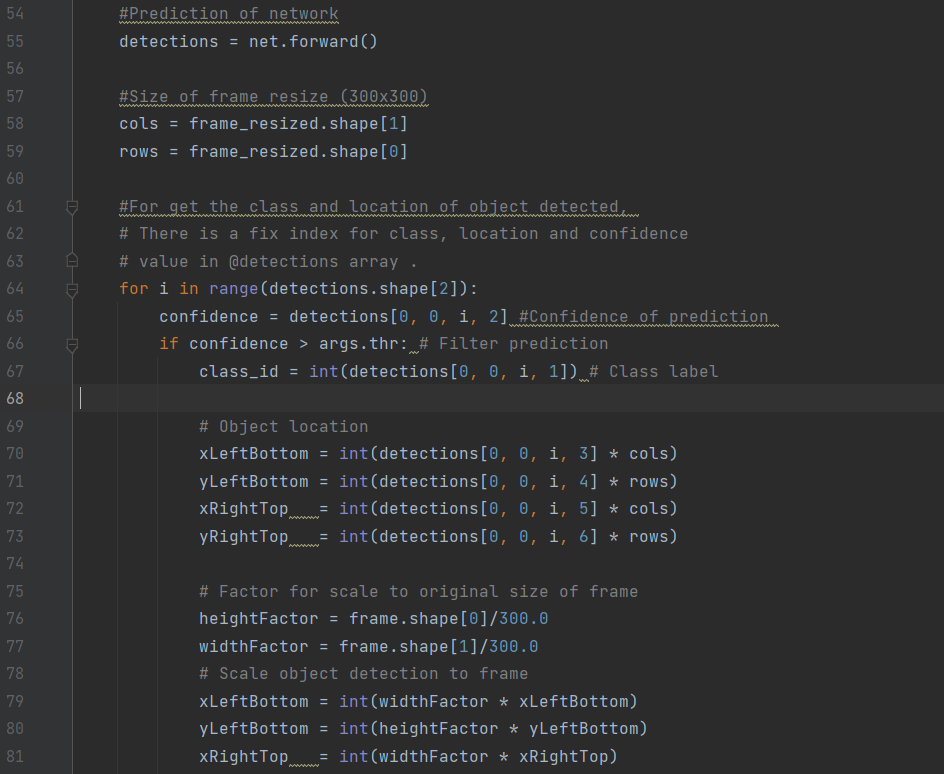 54 #Prediction of network
55 detections = net.forward()
56
57 #Size of frame resize (300x300)
58 cols = frame_resized.shape[1]
59 rows = frame_resized.shape[0]
60
61 #For get the class and location of object detected,
62 # There is a fix index for class, location and confidence
63 # value in @detections array .
64 for i in range(detections.shape[2]):
65     confidence = detections[0, 0, i, 2] #Confidence of prediction
66     if confidence > args.thr: # Filter prediction
67         class_id = int(detections[0, 0, i, 1]) # Class label
68
69         # Object location
70         xLeftBottom = int(detections[0, 0, i, 3] * cols)
71         yLeftBottom = int(detections[0, 0, i, 4] * rows)
72         xRightTop   = int(detections[0, 0, i, 5] * cols)
73         yRightTop   = int(detections[0, 0, i, 6] * rows)
74
75         # Factor for scale to original size of frame
76         heightFactor = frame.shape[0]/300.0
77         widthFactor = frame.shape[1]/300.0
78         # Scale object detection to frame
79         xLeftBottom = int(widthFactor * xLeftBottom)
80         yLeftBottom = int(heightFactor * yLeftBottom)
81         xRightTop   = int(widthFactor * xRightTop)